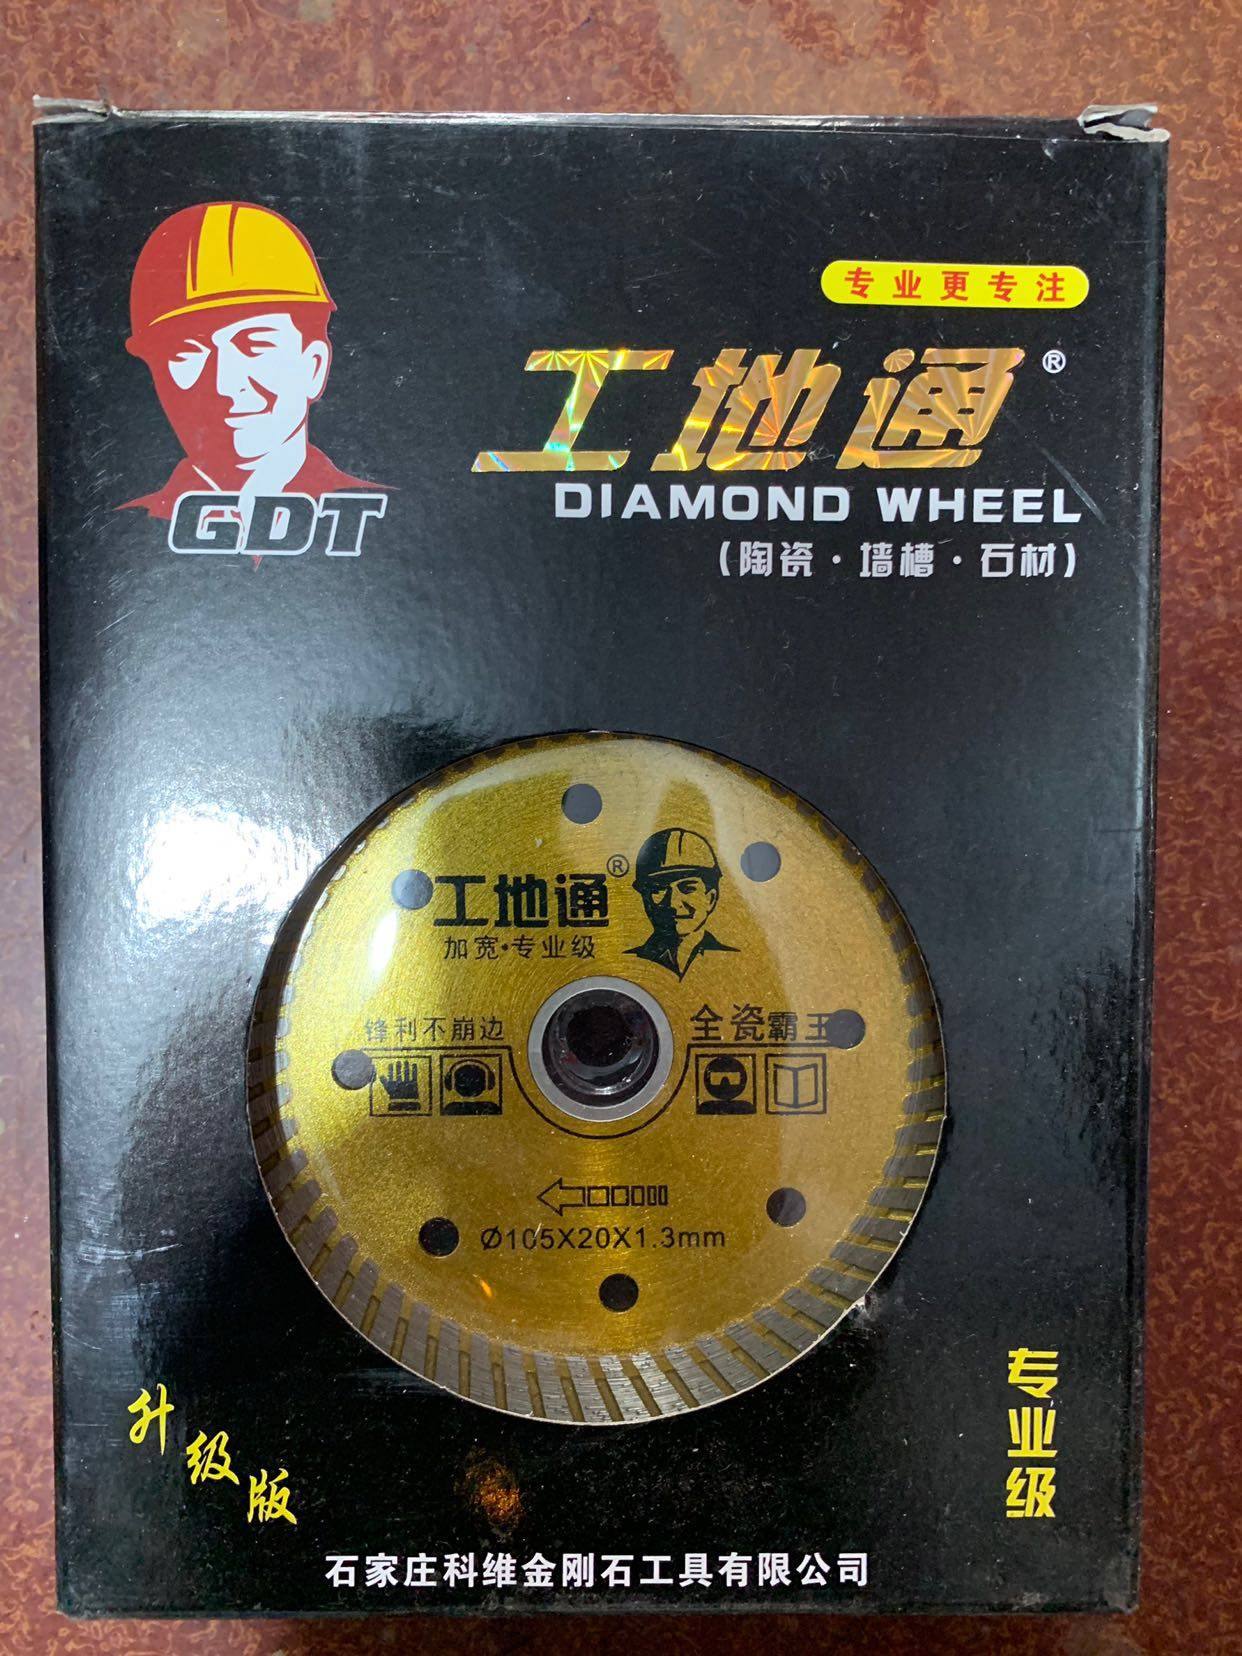 专业更专注
工地通®
DIAMOND WHEEL
(陶瓷·墙槽·石材)
GDT
工地通®
加宽·专业级
锋利不崩边
全瓷霸王
Ø105X20X1.3mm
升级版
专业级
石家庄科维金刚石工具有限公司